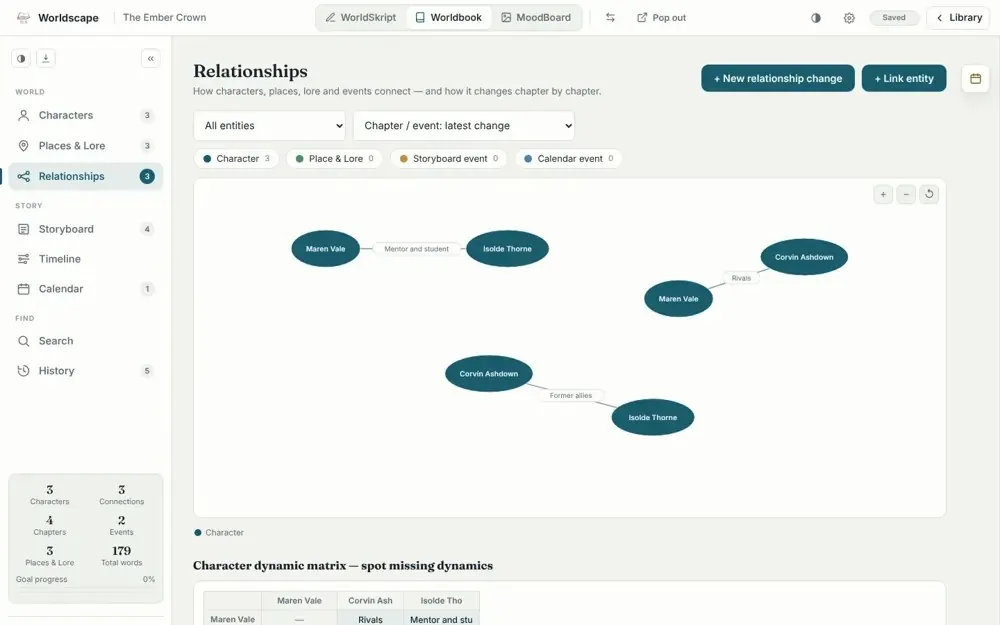 Worldscape
The Ember Crown
WorldSkript
Worldbook
MoodBoard
Pop out
Saved
Library
WORLD
Characters 3
Places & Lore 3
Relationships 3
STORY
Storyboard 4
Timeline
Calendar 1
FIND
Search
History 5
3 Characters
3 Connections
4 Chapters
2 Events
3 Places & Lore
179 Total words
Goal progress 0%
Relationships
How characters, places, lore and events connect — and how it changes chapter by chapter.
+ New relationship change
+ Link entity
All entities
Chapter / event: latest change
Character 3
Place & Lore 0
Storyboard event 0
Calendar event 0
Maren Vale
Mentor and student
Isolde Thorne
Corvin Ashdown
Rivals
Maren Vale
Corvin Ashdown
Former allies
Isolde Thorne
Character
Character dynamic matrix — spot missing dynamics
Maren Vale Corvin Ash Isolde Tho
Maren Vale — Rivals Mentor and stu